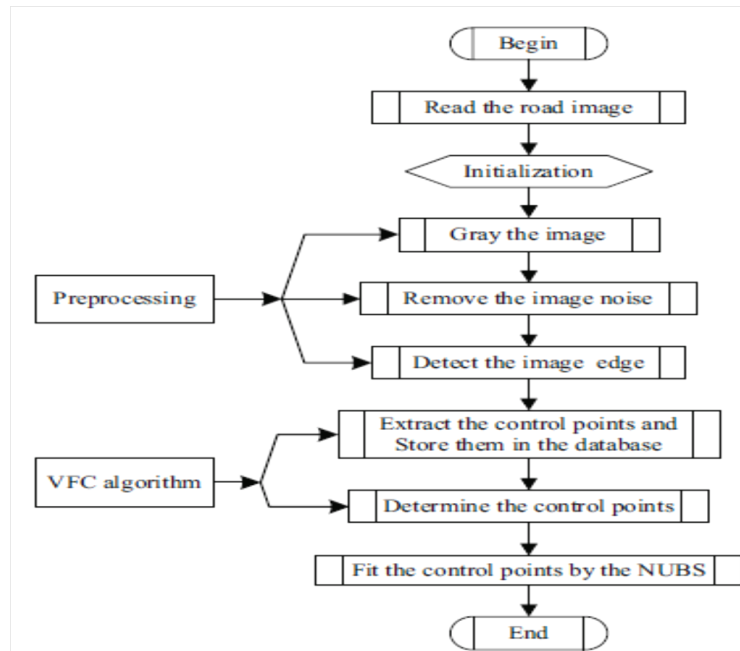 Begin
Read the road image
Initialization
Gray the image
Preprocessing
Remove the image noise
Detect the image edge
Extract the control points and
Store them in the database
VFC algorithm
Determine the control points
Fit the control points by the NUBS
End